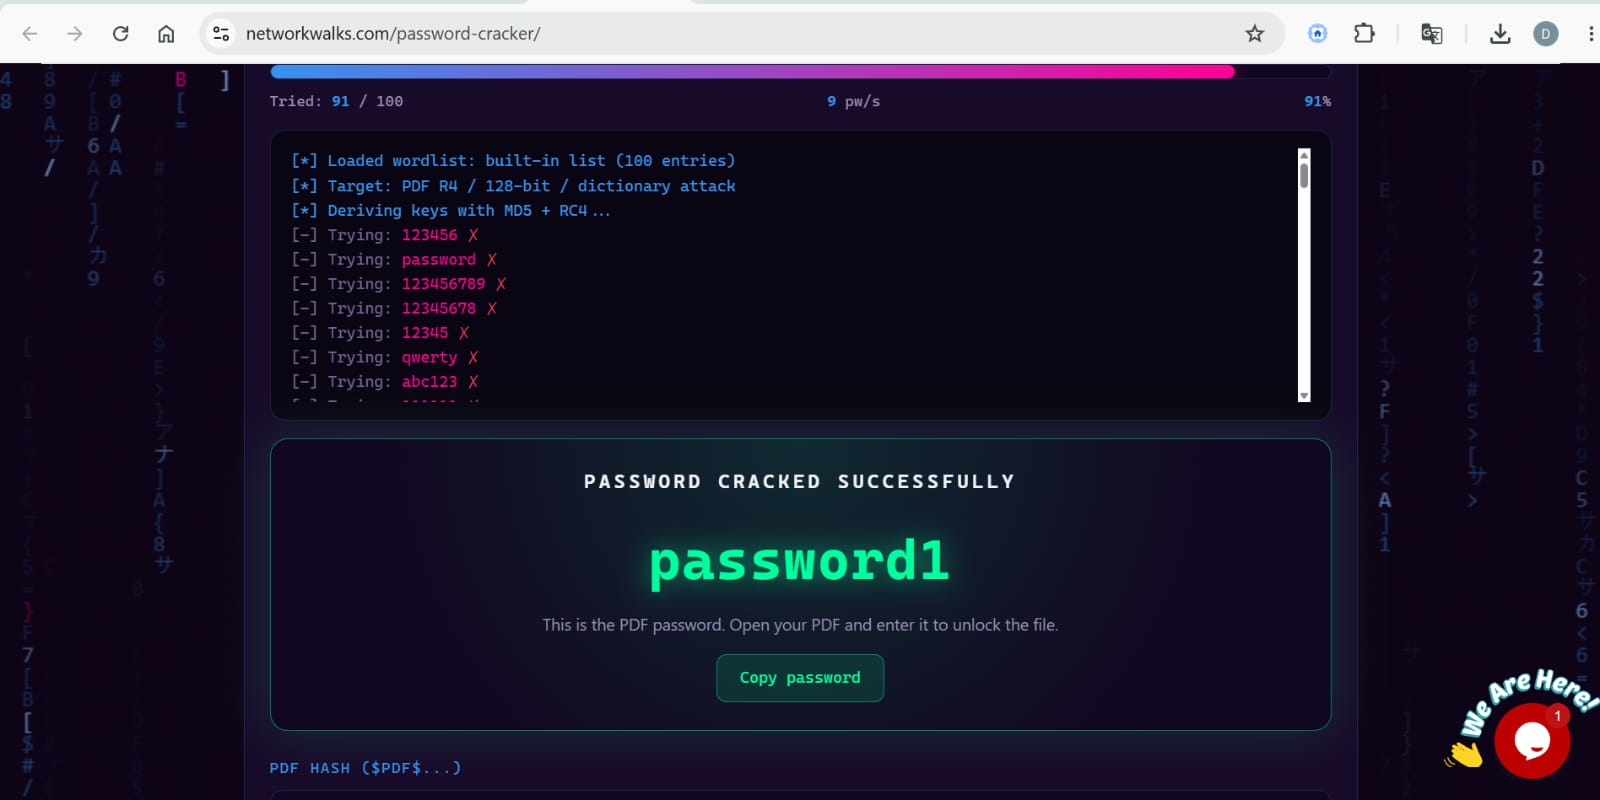 networkwalks.com/password-cracker/
D
Tried: 91 / 100
9 pw/s
91%
[*] Loaded wordlist: built-in list (100 entries)
[*] Target: PDF R4 / 128-bit / dictionary attack
[*] Deriving keys with MD5 + RC4...
[-] Trying: 123456 ✗
[-] Trying: password ✗
[-] Trying: 123456789 ✗
[-] Trying: 12345678 ✗
[-] Trying: 12345 ✗
[-] Trying: qwerty ✗
[-] Trying: abc123 ✗
PASSWORD CRACKED SUCCESSFULLY
password1
This is the PDF password. Open your PDF and enter it to unlock the file.
Copy password
We Are Here!
1
PDF HASH ($PDF$...)